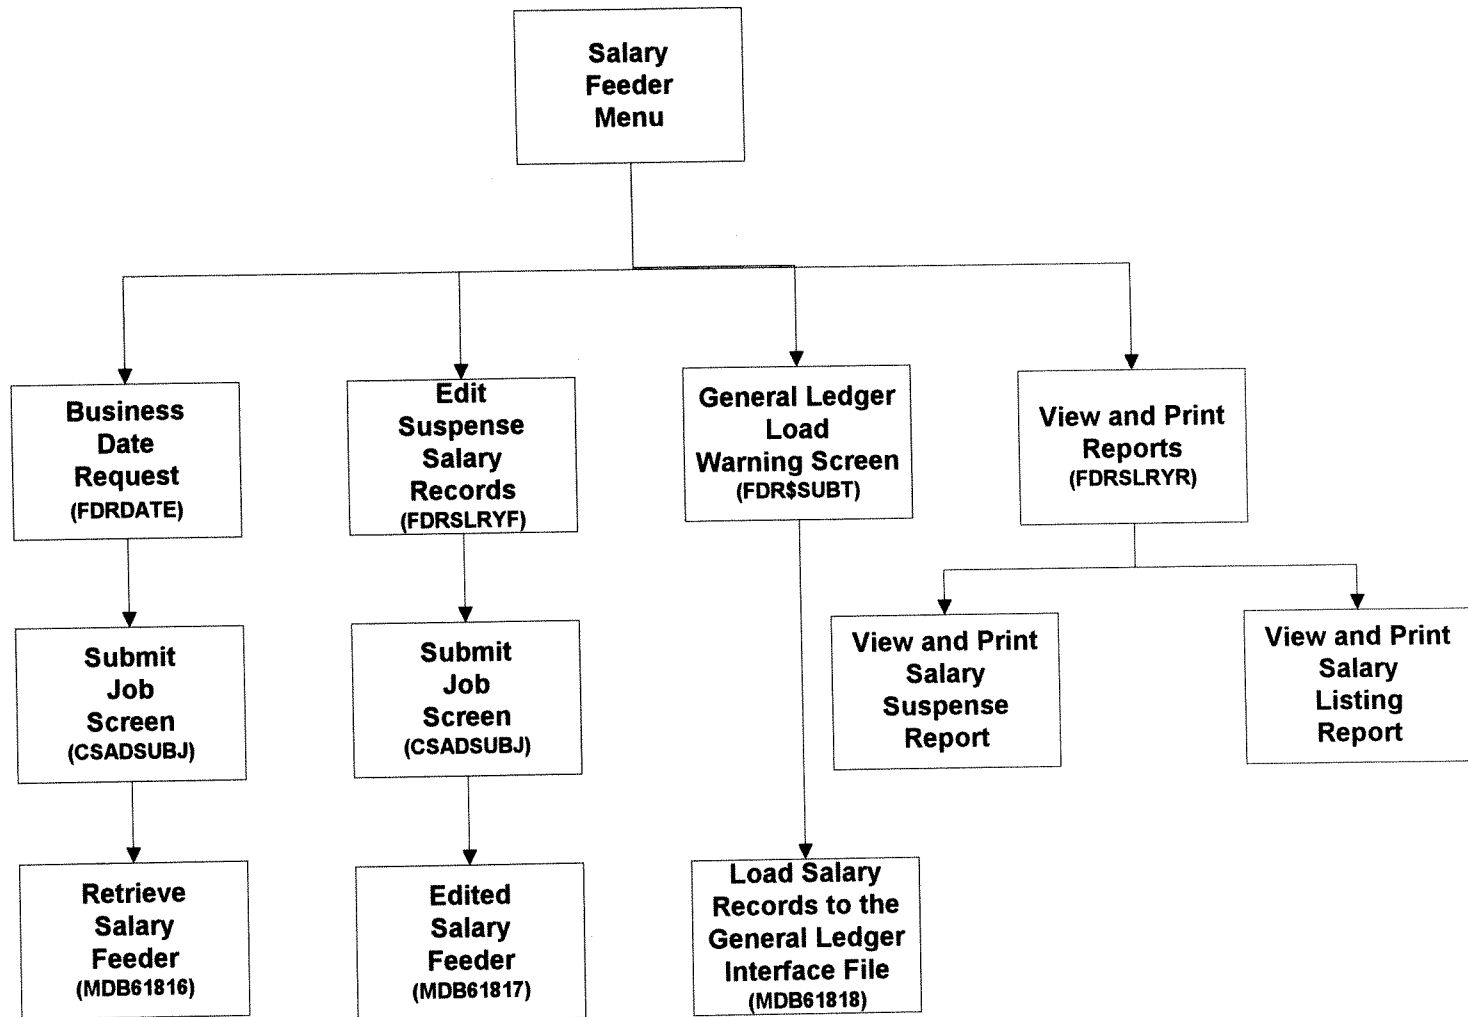 Salary
Feeder
Menu
Business
Date
Request
(FDRDATE)
Edit
Suspense
Salary
Records
(FDRSLRYF)
General Ledger
Load
Warning Screen
(FDR$SUBT)
View and Print
Reports
(FDRSLRYR)
Submit
Job
Screen
(CSADSUBJ)
Submit
Job
Screen
(CSADSUBJ)
View and Print
Salary
Suspense
Report
View and Print
Salary
Listing
Report
Retrieve
Salary
Feeder
(MDB61816)
Edited
Salary
Feeder
(MDB61817)
Load Salary
Records to the
General Ledger
Interface File
(MDB61818)